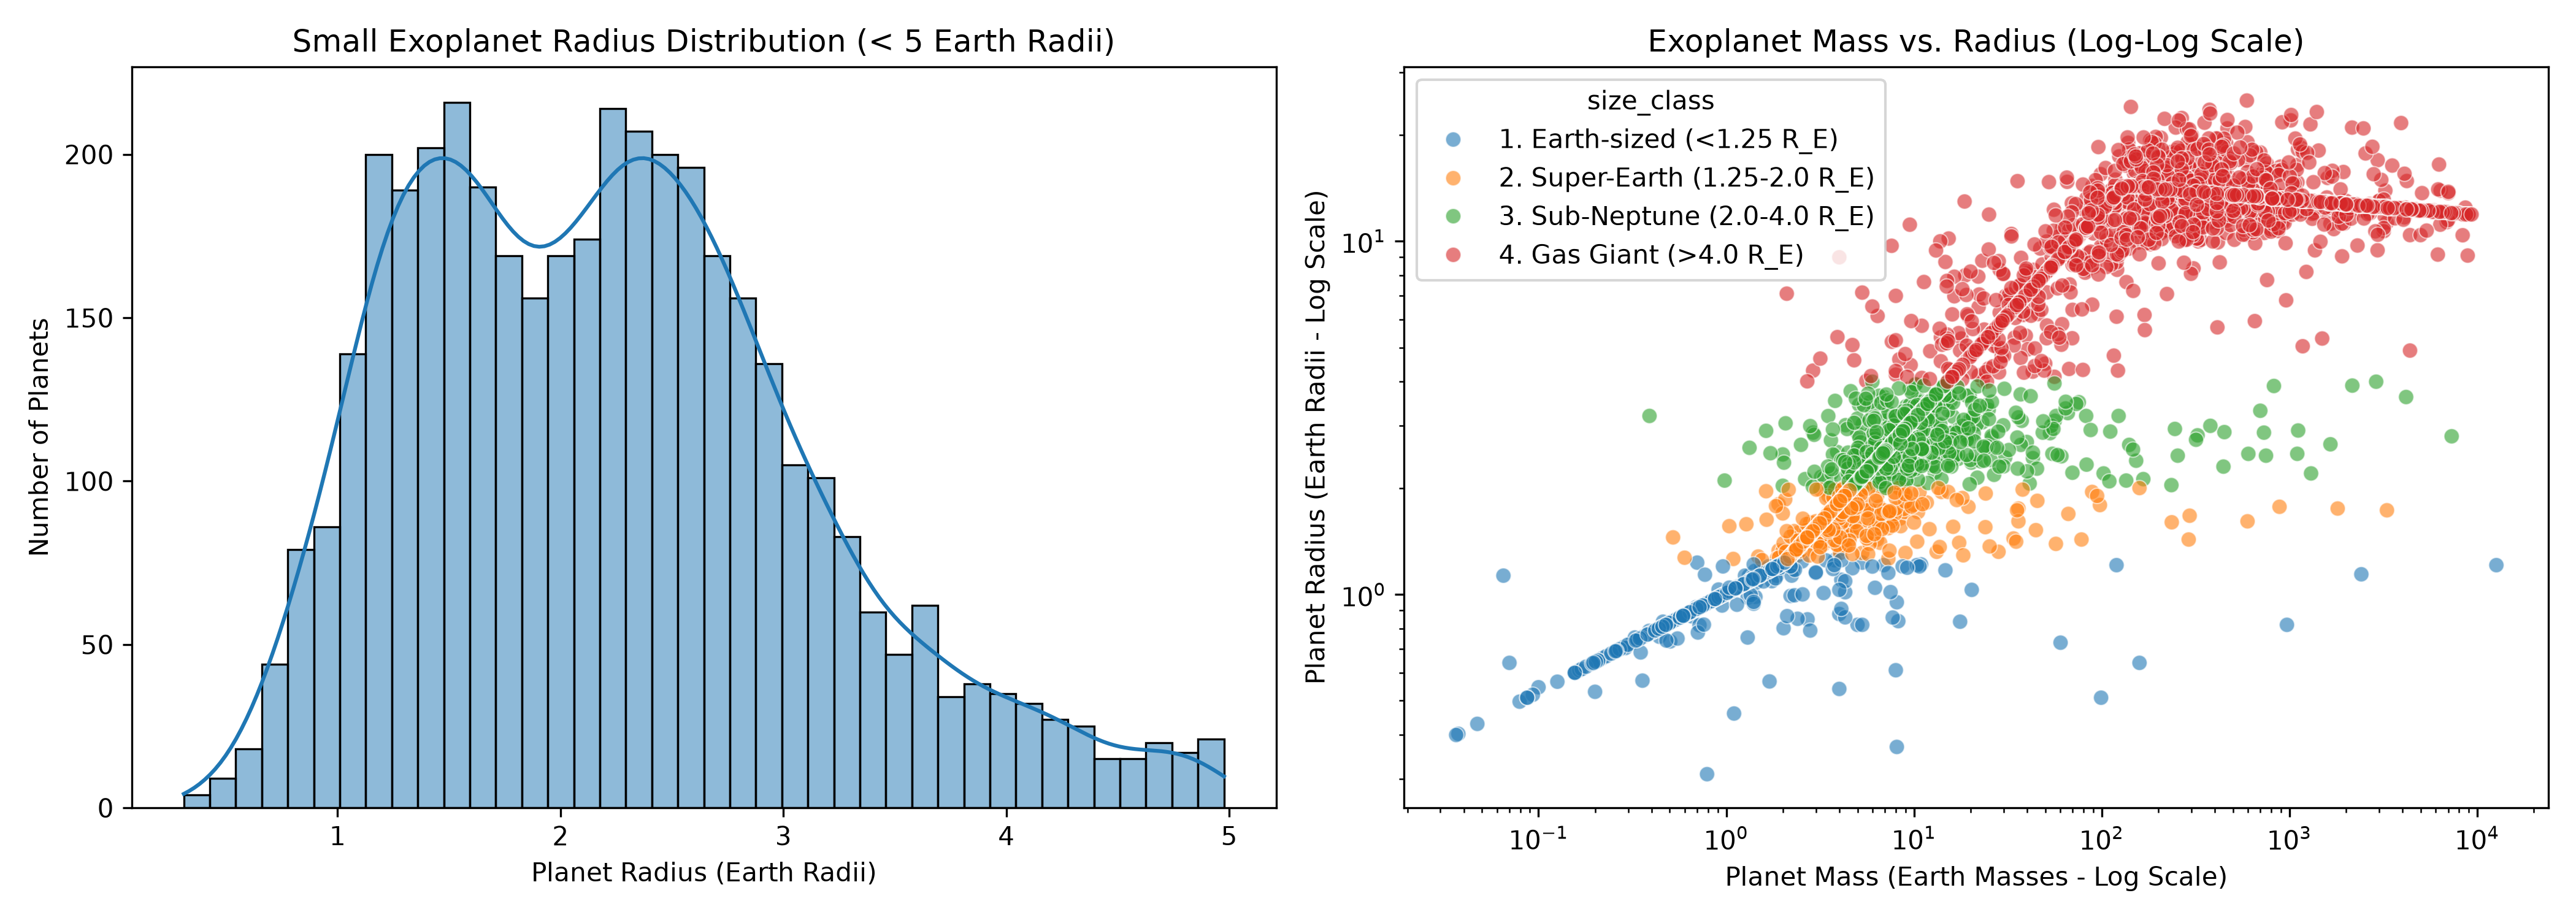 Small Exoplanet Radius Distribution (< 5 Earth Radii)
Number of Planets
200
150
100
50
0
1 2 3 4 5
Planet Radius (Earth Radii)
Exoplanet Mass vs. Radius (Log-Log Scale)
size_class
1. Earth-sized (<1.25 R_E)
2. Super-Earth (1.25-2.0 R_E)
3. Sub-Neptune (2.0-4.0 R_E)
4. Gas Giant (>4.0 R_E)
Planet Radius (Earth Radii - Log Scale)
10¹
10⁰
10⁻¹ 10⁰ 10¹ 10² 10³ 10⁴
Planet Mass (Earth Masses - Log Scale)